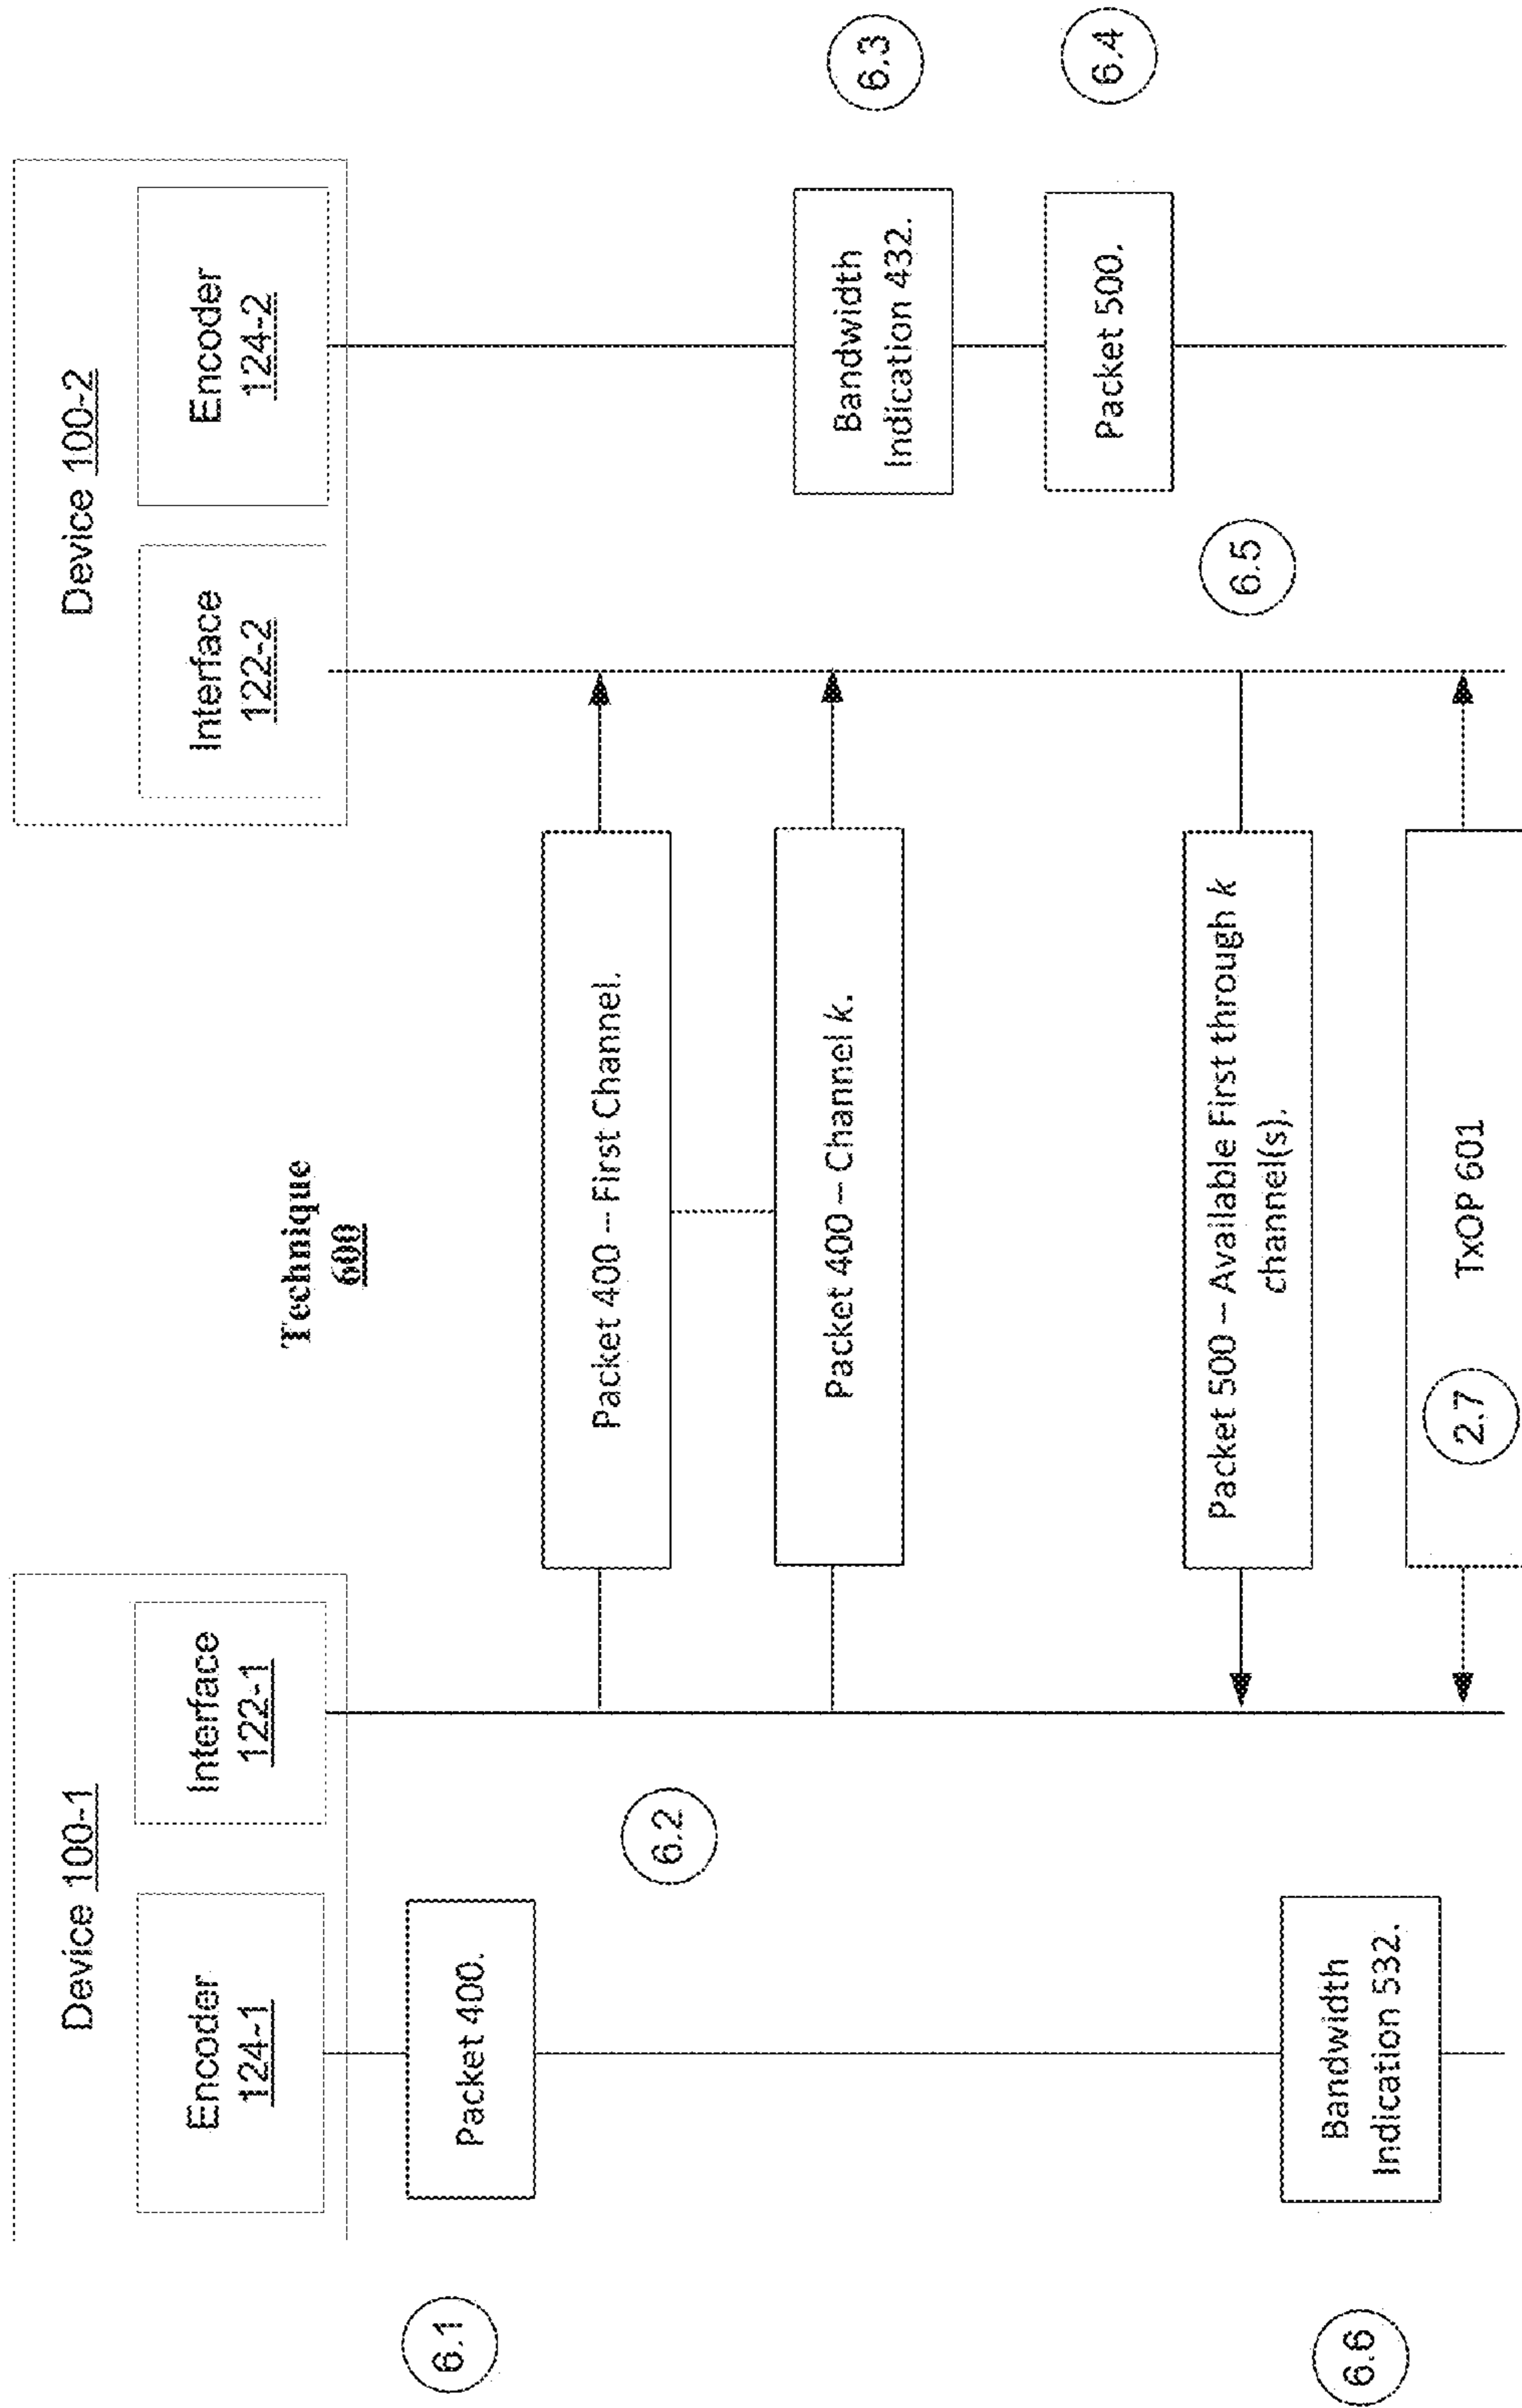 Device 100-1
Encoder
124-1
Interface
122-1
Technique
600
Device 100-2
Interface
122-2
Encoder
124-2
6.1
Packet 400.
6.2
Packet 400 – First Channel.
Packet 400 – Channel k.
Bandwidth
Indication 432.
6.3
Packet 500.
6.4
6.5
Packet 500 – Available First through k
channel(s).
6.6
Bandwidth
Indication 532.
2.7
TxOP 601